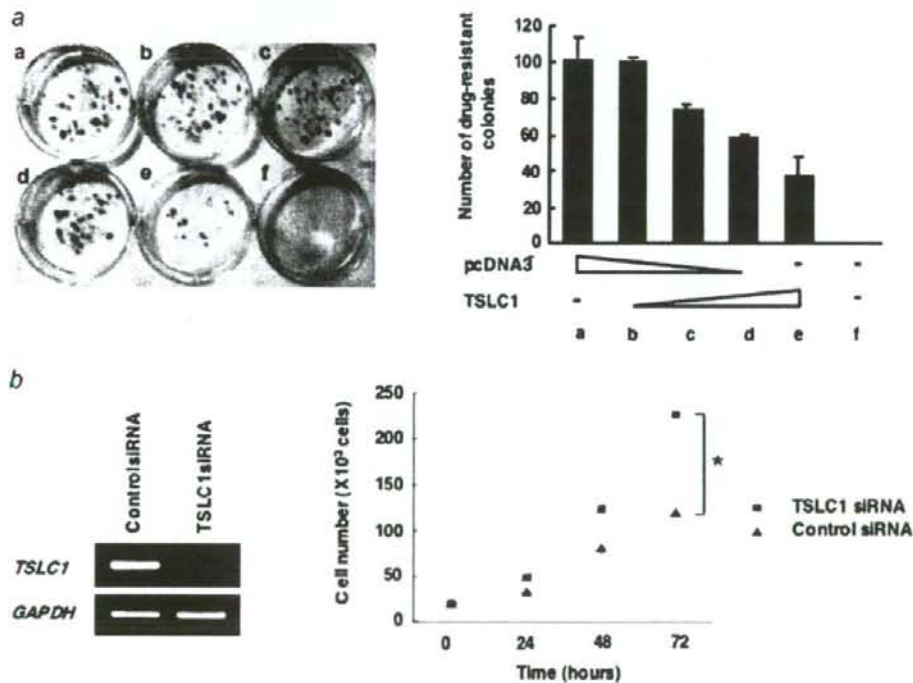 a
a b c
d e f
Number of drug-resistant
colonies
120
100
80
60
40
20
0
pcDNA3 - -
TSLC1 - -
a b c d e f
b
Control siRNA
TSLC1 siRNA
TSLC1
GAPDH
Cell number (X10³ cells)
250
200
150
100
50
0
0 24 48 72
Time (hours)
*
TSLC1 siRNA
Control siRNA